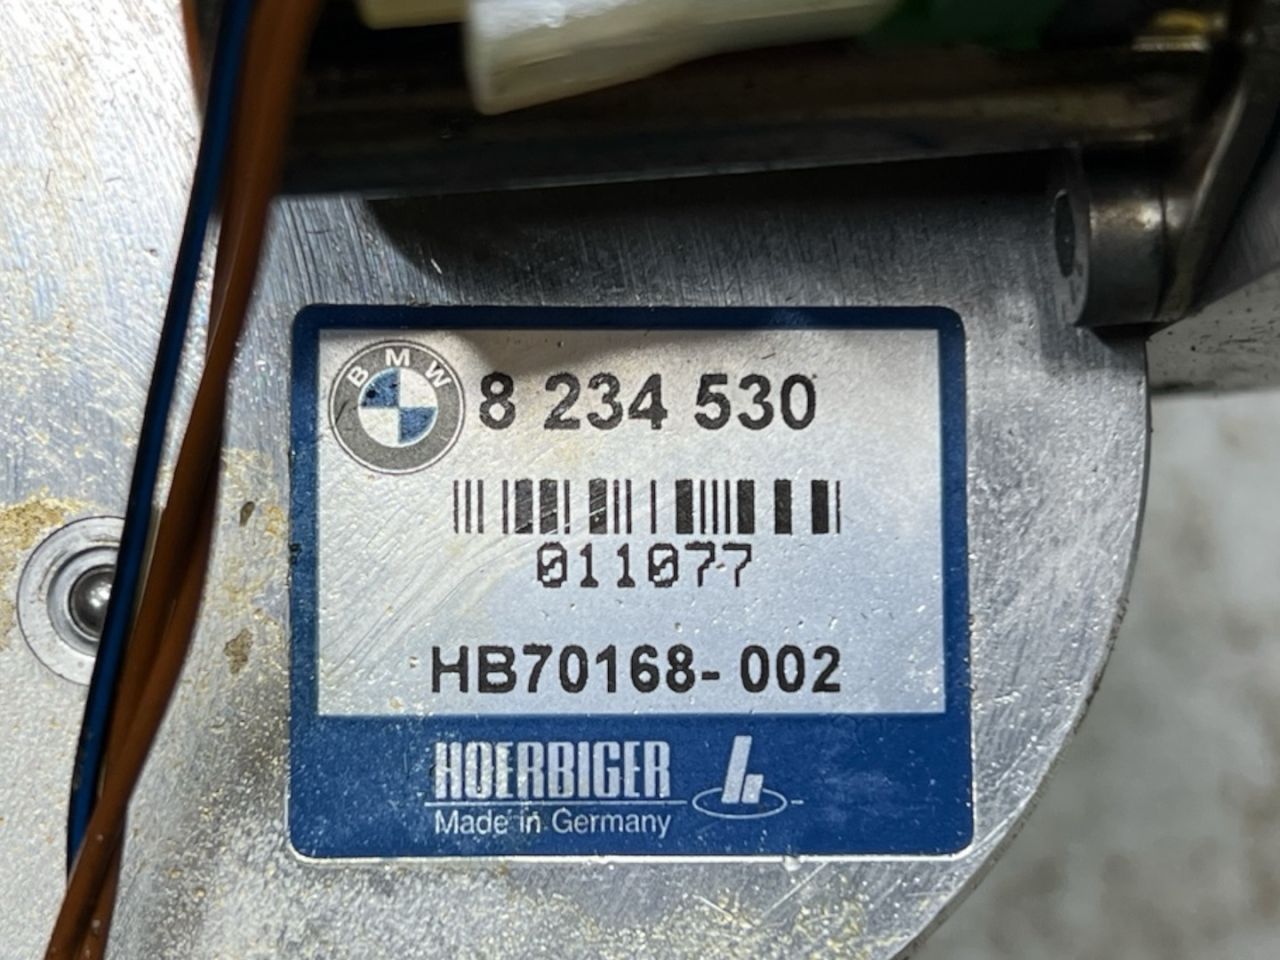 BMW
8 234 530
011077
HB70168-002
HOERBIGER
Made in Germany